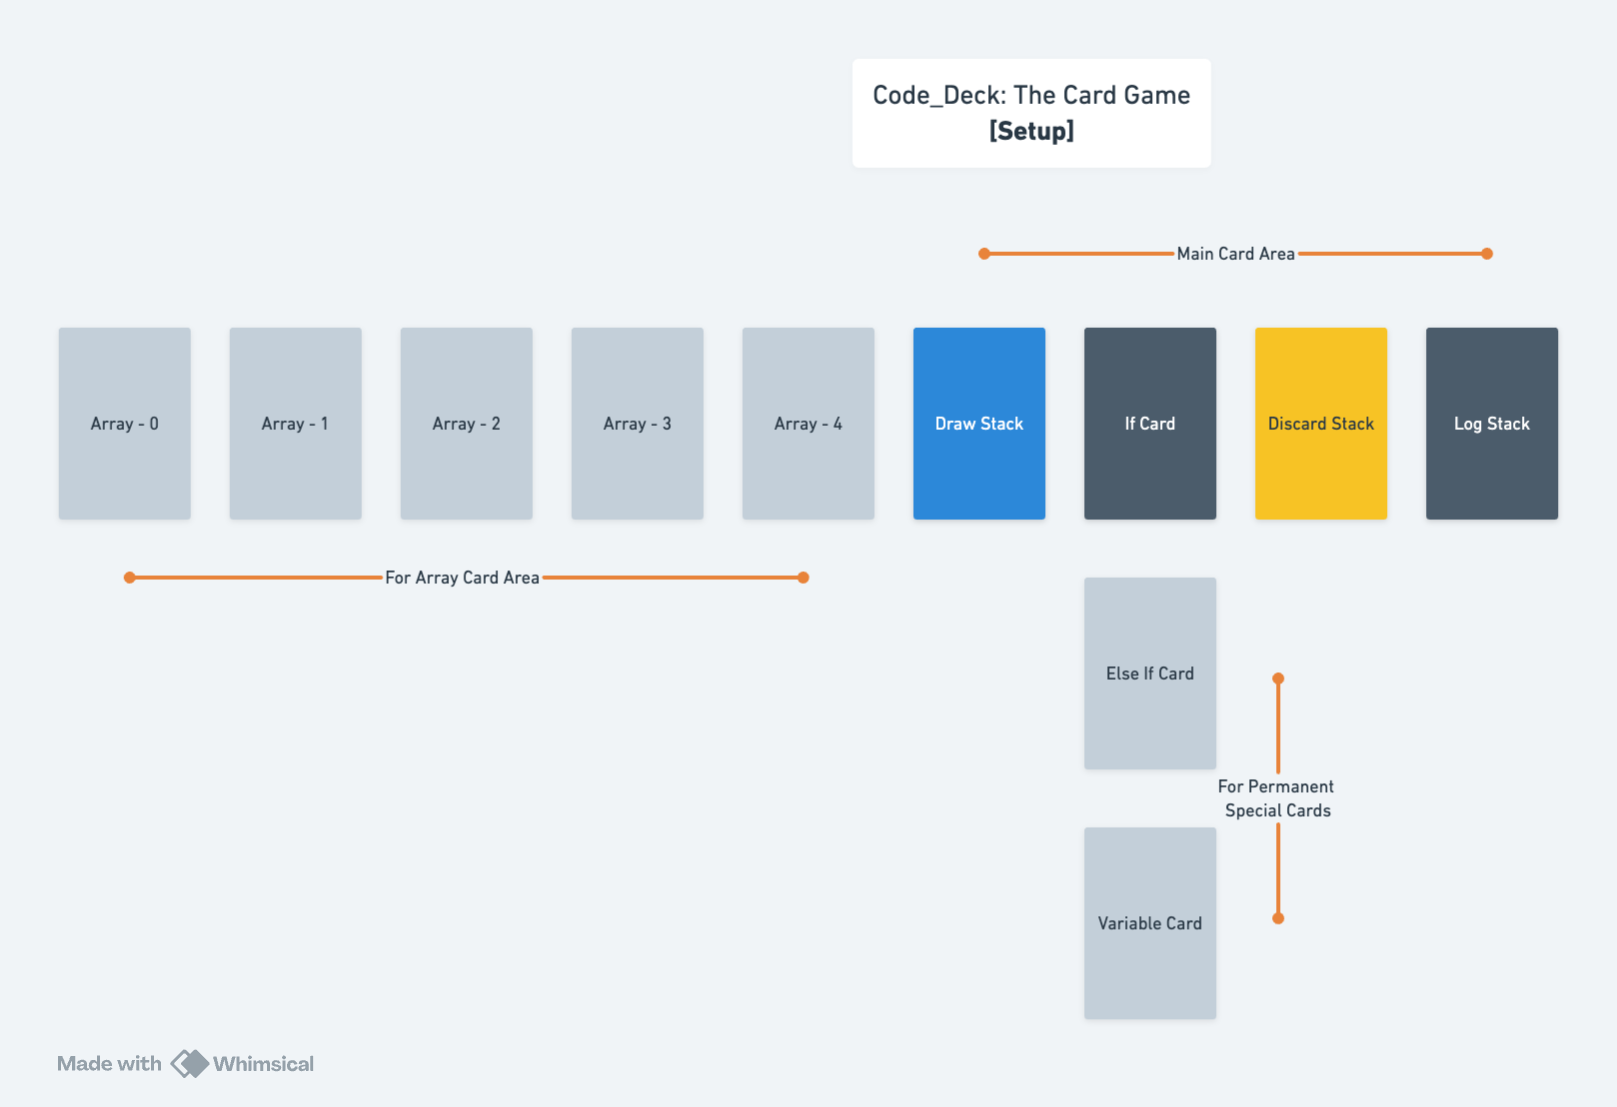 Code_Deck: The Card Game
[Setup]
Main Card Area
Array - 0
Array - 1
Array - 2
Array - 3
Array - 4
Draw Stack
If Card
Discard Stack
Log Stack
For Array Card Area
Else If Card
For Permanent
Special Cards
Variable Card
Made with Whimsical